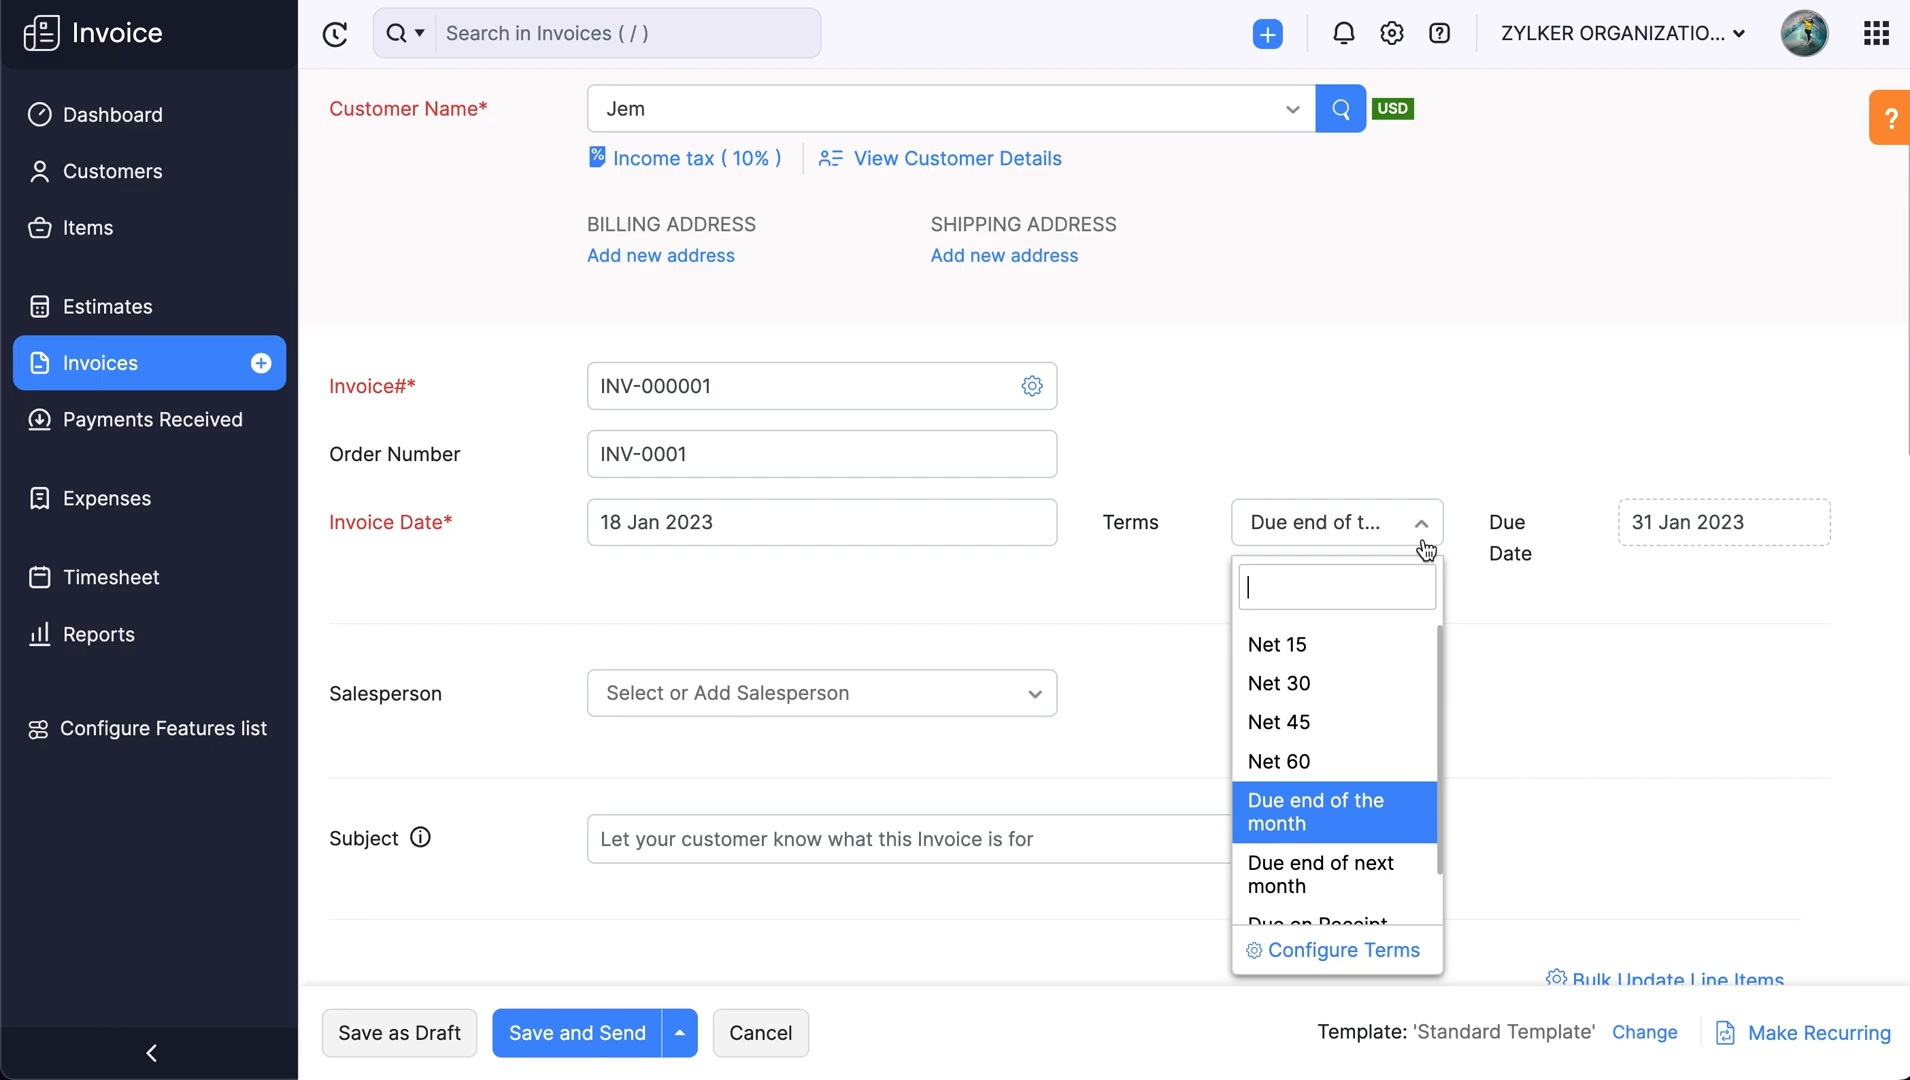 Invoice
Search in Invoices ( / )
ZYLKER ORGANIZATIO...
Dashboard
Customers
Items
Estimates
Invoices
Payments Received
Expenses
Timesheet
Reports
Configure Features list
Customer Name*
Jem
USD
Income tax ( 10% )
View Customer Details
BILLING ADDRESS
SHIPPING ADDRESS
Add new address
Add new address
?
Invoice#*
INV-000001
Order Number
INV-0001
Invoice Date*
18 Jan 2023
Terms
Due end of t...
Due
Date
31 Jan 2023
Net 15
Net 30
Net 45
Net 60
Due end of the
month
Due end of next
month
Due on Receipt
Configure Terms
Salesperson
Select or Add Salesperson
Subject
Let your customer know what this Invoice is for
Bulk Update Line Items
Save as Draft
Save and Send
Cancel
Template: 'Standard Template'
Change
Make Recurring